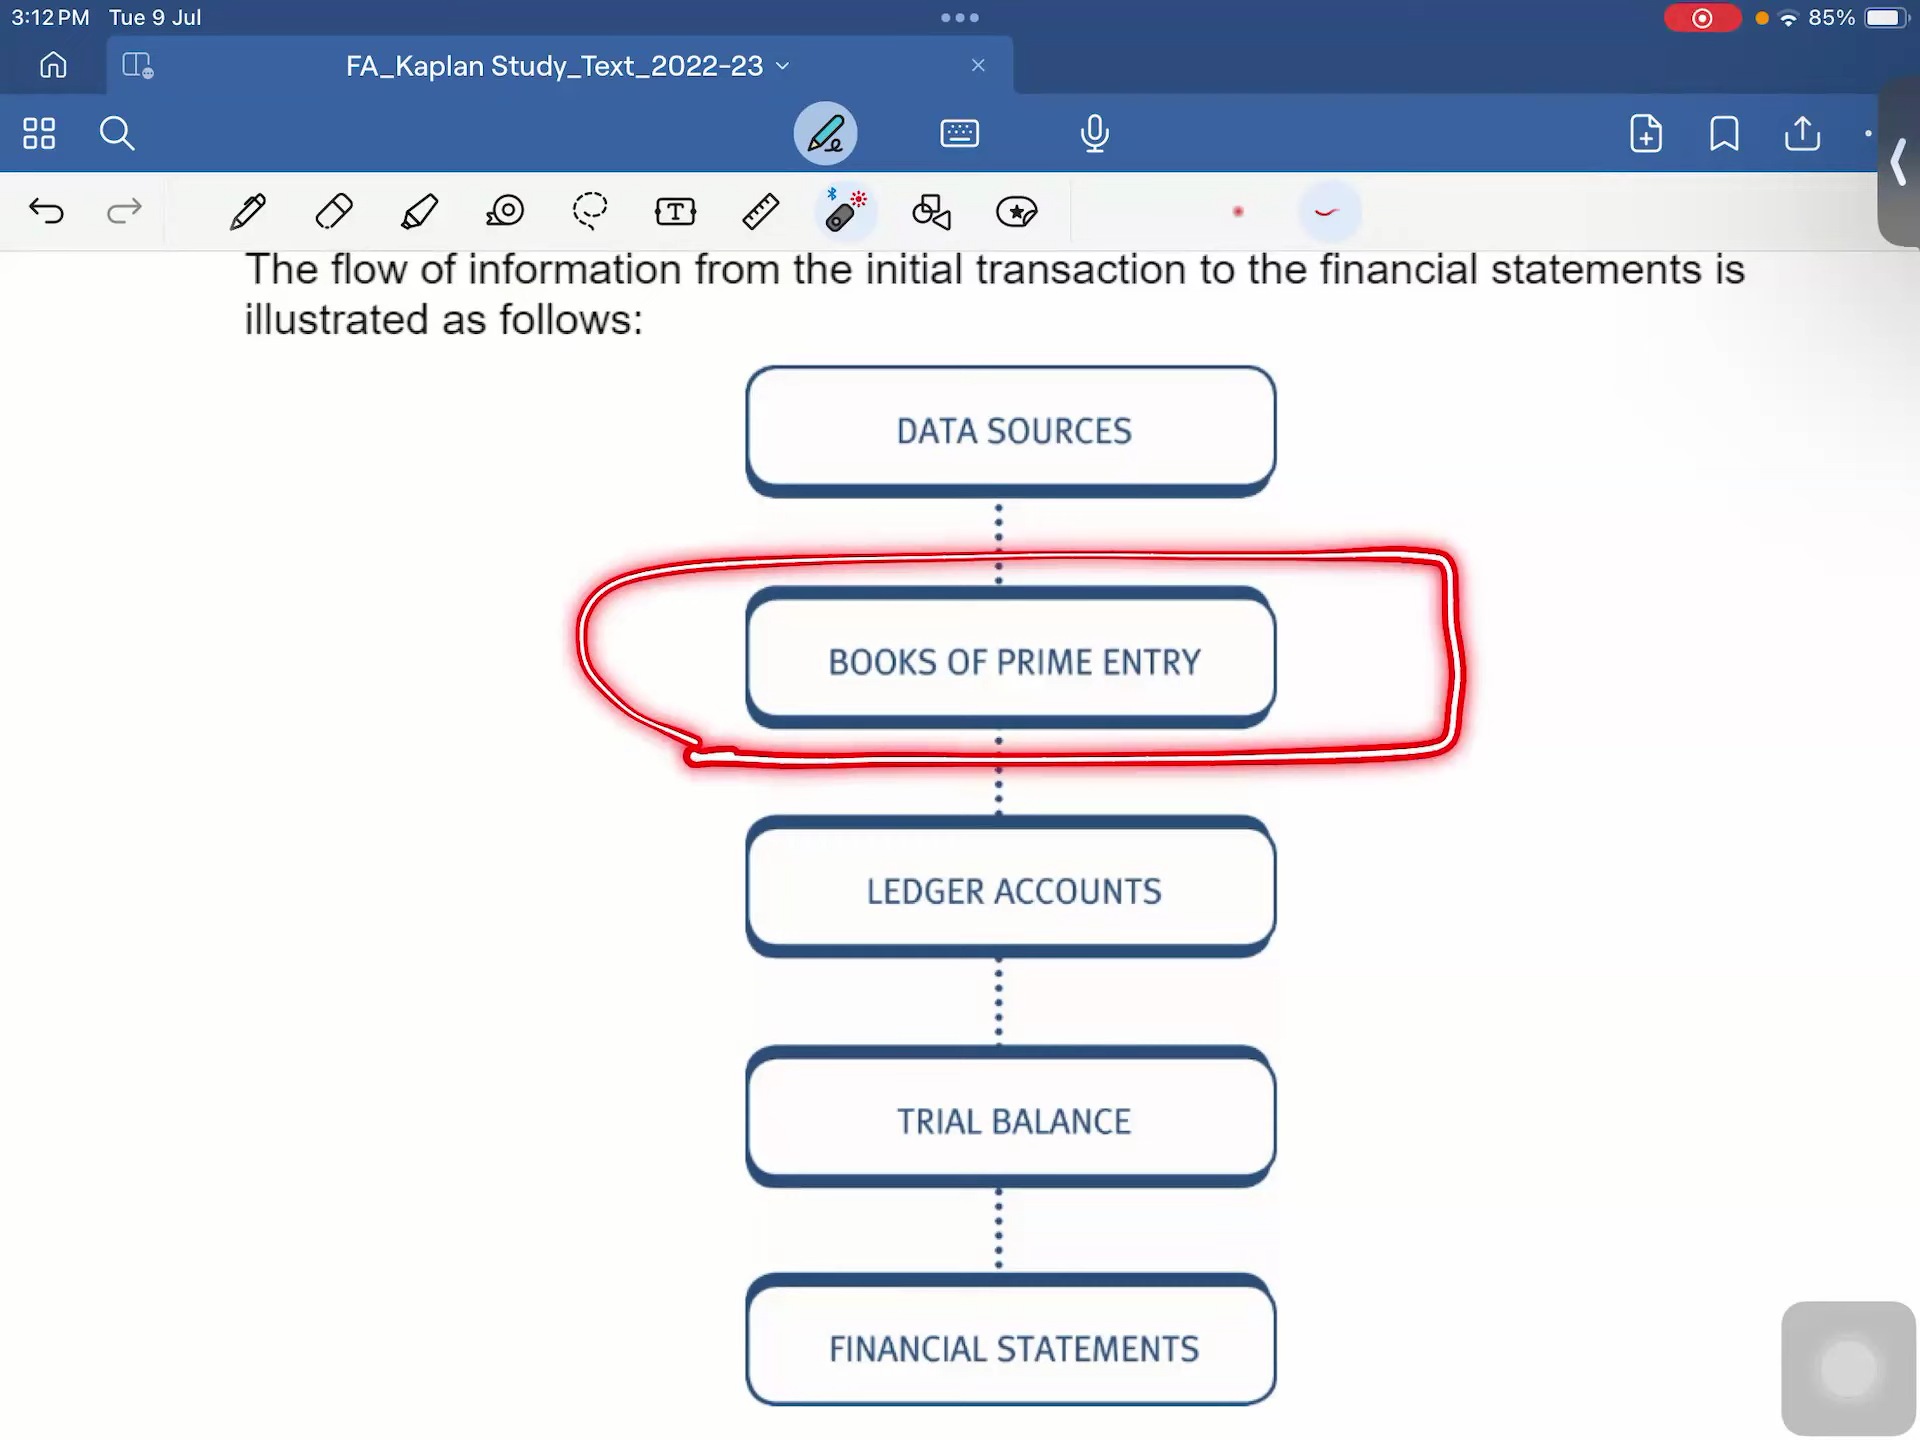 3:12 PM Tue 9 Jul
85%
FA_Kaplan Study_Text_2022-23
The flow of information from the initial transaction to the financial statements is
illustrated as follows:
DATA SOURCES
BOOKS OF PRIME ENTRY
LEDGER ACCOUNTS
TRIAL BALANCE
FINANCIAL STATEMENTS